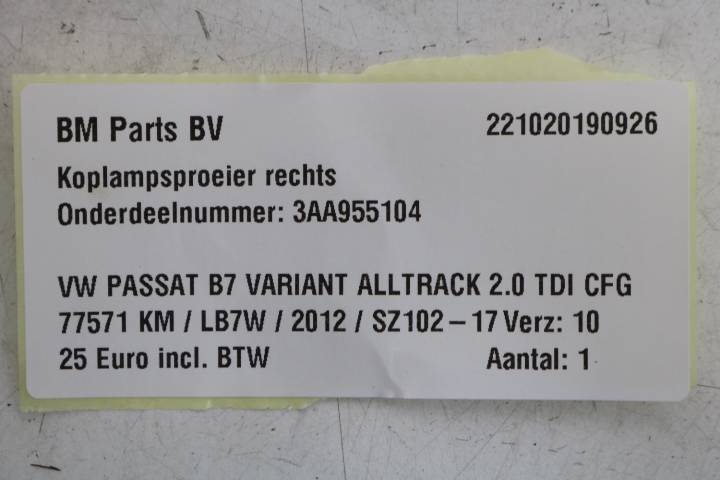 BM Parts BV 221020190926
Koplampsproeier rechts
Onderdeelnummer: 3AA955104
VW PASSAT B7 VARIANT ALLTRACK 2.0 TDI CFG
77571 KM / LB7W / 2012 / SZ102 – 17 Verz: 10
25 Euro incl. BTW Aantal: 1